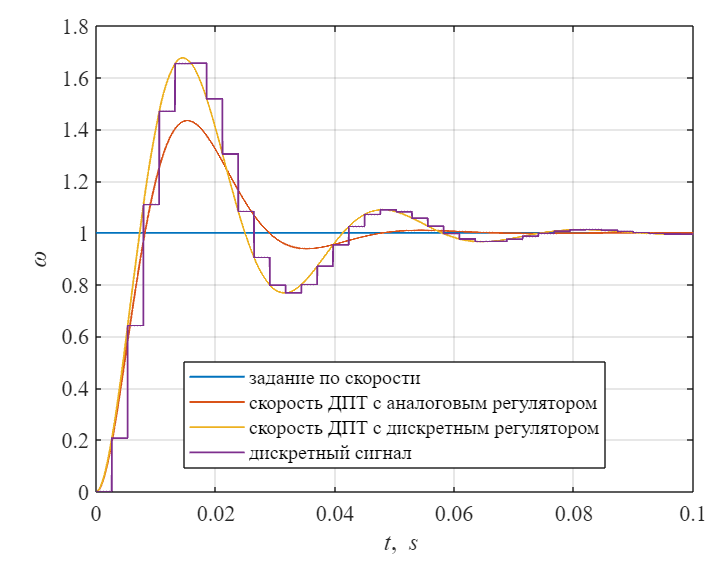 1.8
1.6
1.4
1.2
1
0.8
0.6
0.4
0.2
0
ω
задание по скорости
скорость ДПТ с аналоговым регулятором
скорость ДПТ с дискретным регулятором
дискретный сигнал
0 0.02 0.04 0.06 0.08 0.1
t, s